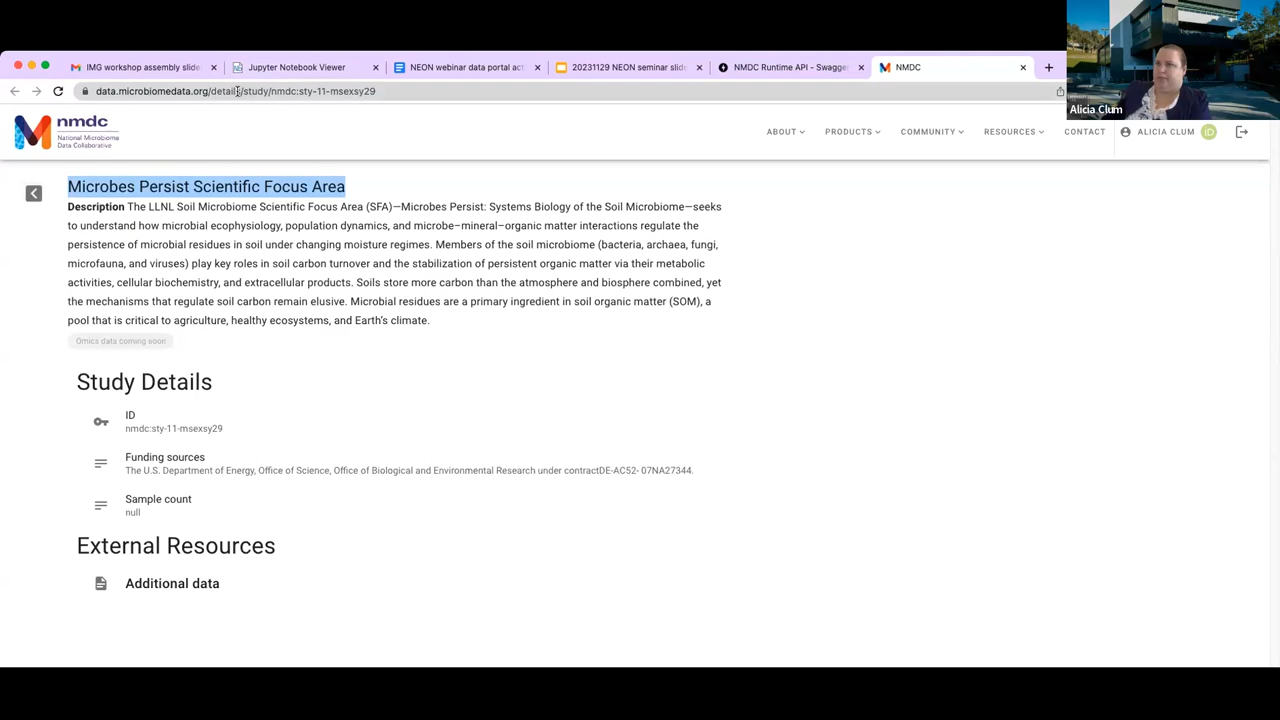 IMG workshop assembly slide
Jupyter Notebook Viewer
NEON webinar data portal act
20231129 NEON seminar slide
NMDC Runtime API - Swagger
NMDC
data.microbiomedata.org/details/study/nmdc:sty-11-msexsy29
Alicia Clum
nmdc
National Microbiome
Data Collaborative
ABOUT
PRODUCTS
COMMUNITY
RESOURCES
CONTACT
ALICIA CLUM
iD
Microbes Persist Scientific Focus Area
Description The LLNL Soil Microbiome Scientific Focus Area (SFA)—Microbes Persist: Systems Biology of the Soil Microbiome—seeks
to understand how microbial ecophysiology, population dynamics, and microbe–mineral–organic matter interactions regulate the
persistence of microbial residues in soil under changing moisture regimes. Members of the soil microbiome (bacteria, archaea, fungi,
microfauna, and viruses) play key roles in soil carbon turnover and the stabilization of persistent organic matter via their metabolic
activities, cellular biochemistry, and extracellular products. Soils store more carbon than the atmosphere and biosphere combined, yet
the mechanisms that regulate soil carbon remain elusive. Microbial residues are a primary ingredient in soil organic matter (SOM), a
pool that is critical to agriculture, healthy ecosystems, and Earth's climate.
Omics data coming soon
Study Details
ID
nmdc:sty-11-msexsy29
Funding sources
The U.S. Department of Energy, Office of Science, Office of Biological and Environmental Research under contractDE-AC52- 07NA27344.
Sample count
null
External Resources
Additional data